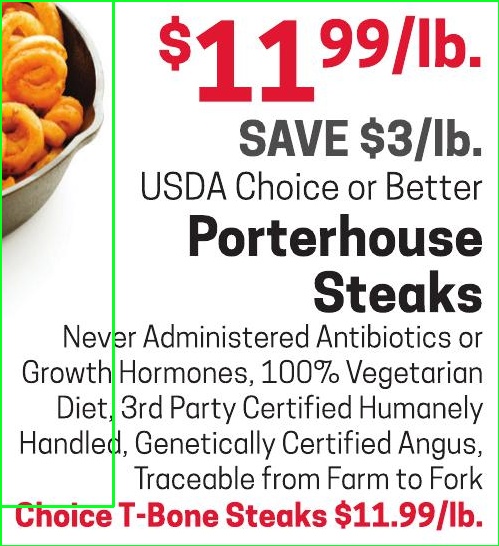 $11 99/lb.
SAVE $3/lb.
USDA Choice or Better
Porterhouse
Steaks
Never Administered Antibiotics or
Growth Hormones, 100% Vegetarian
Diet, 3rd Party Certified Humanely
Handled, Genetically Certified Angus,
Traceable from Farm to Fork
Choice T-Bone Steaks $11.99/lb.